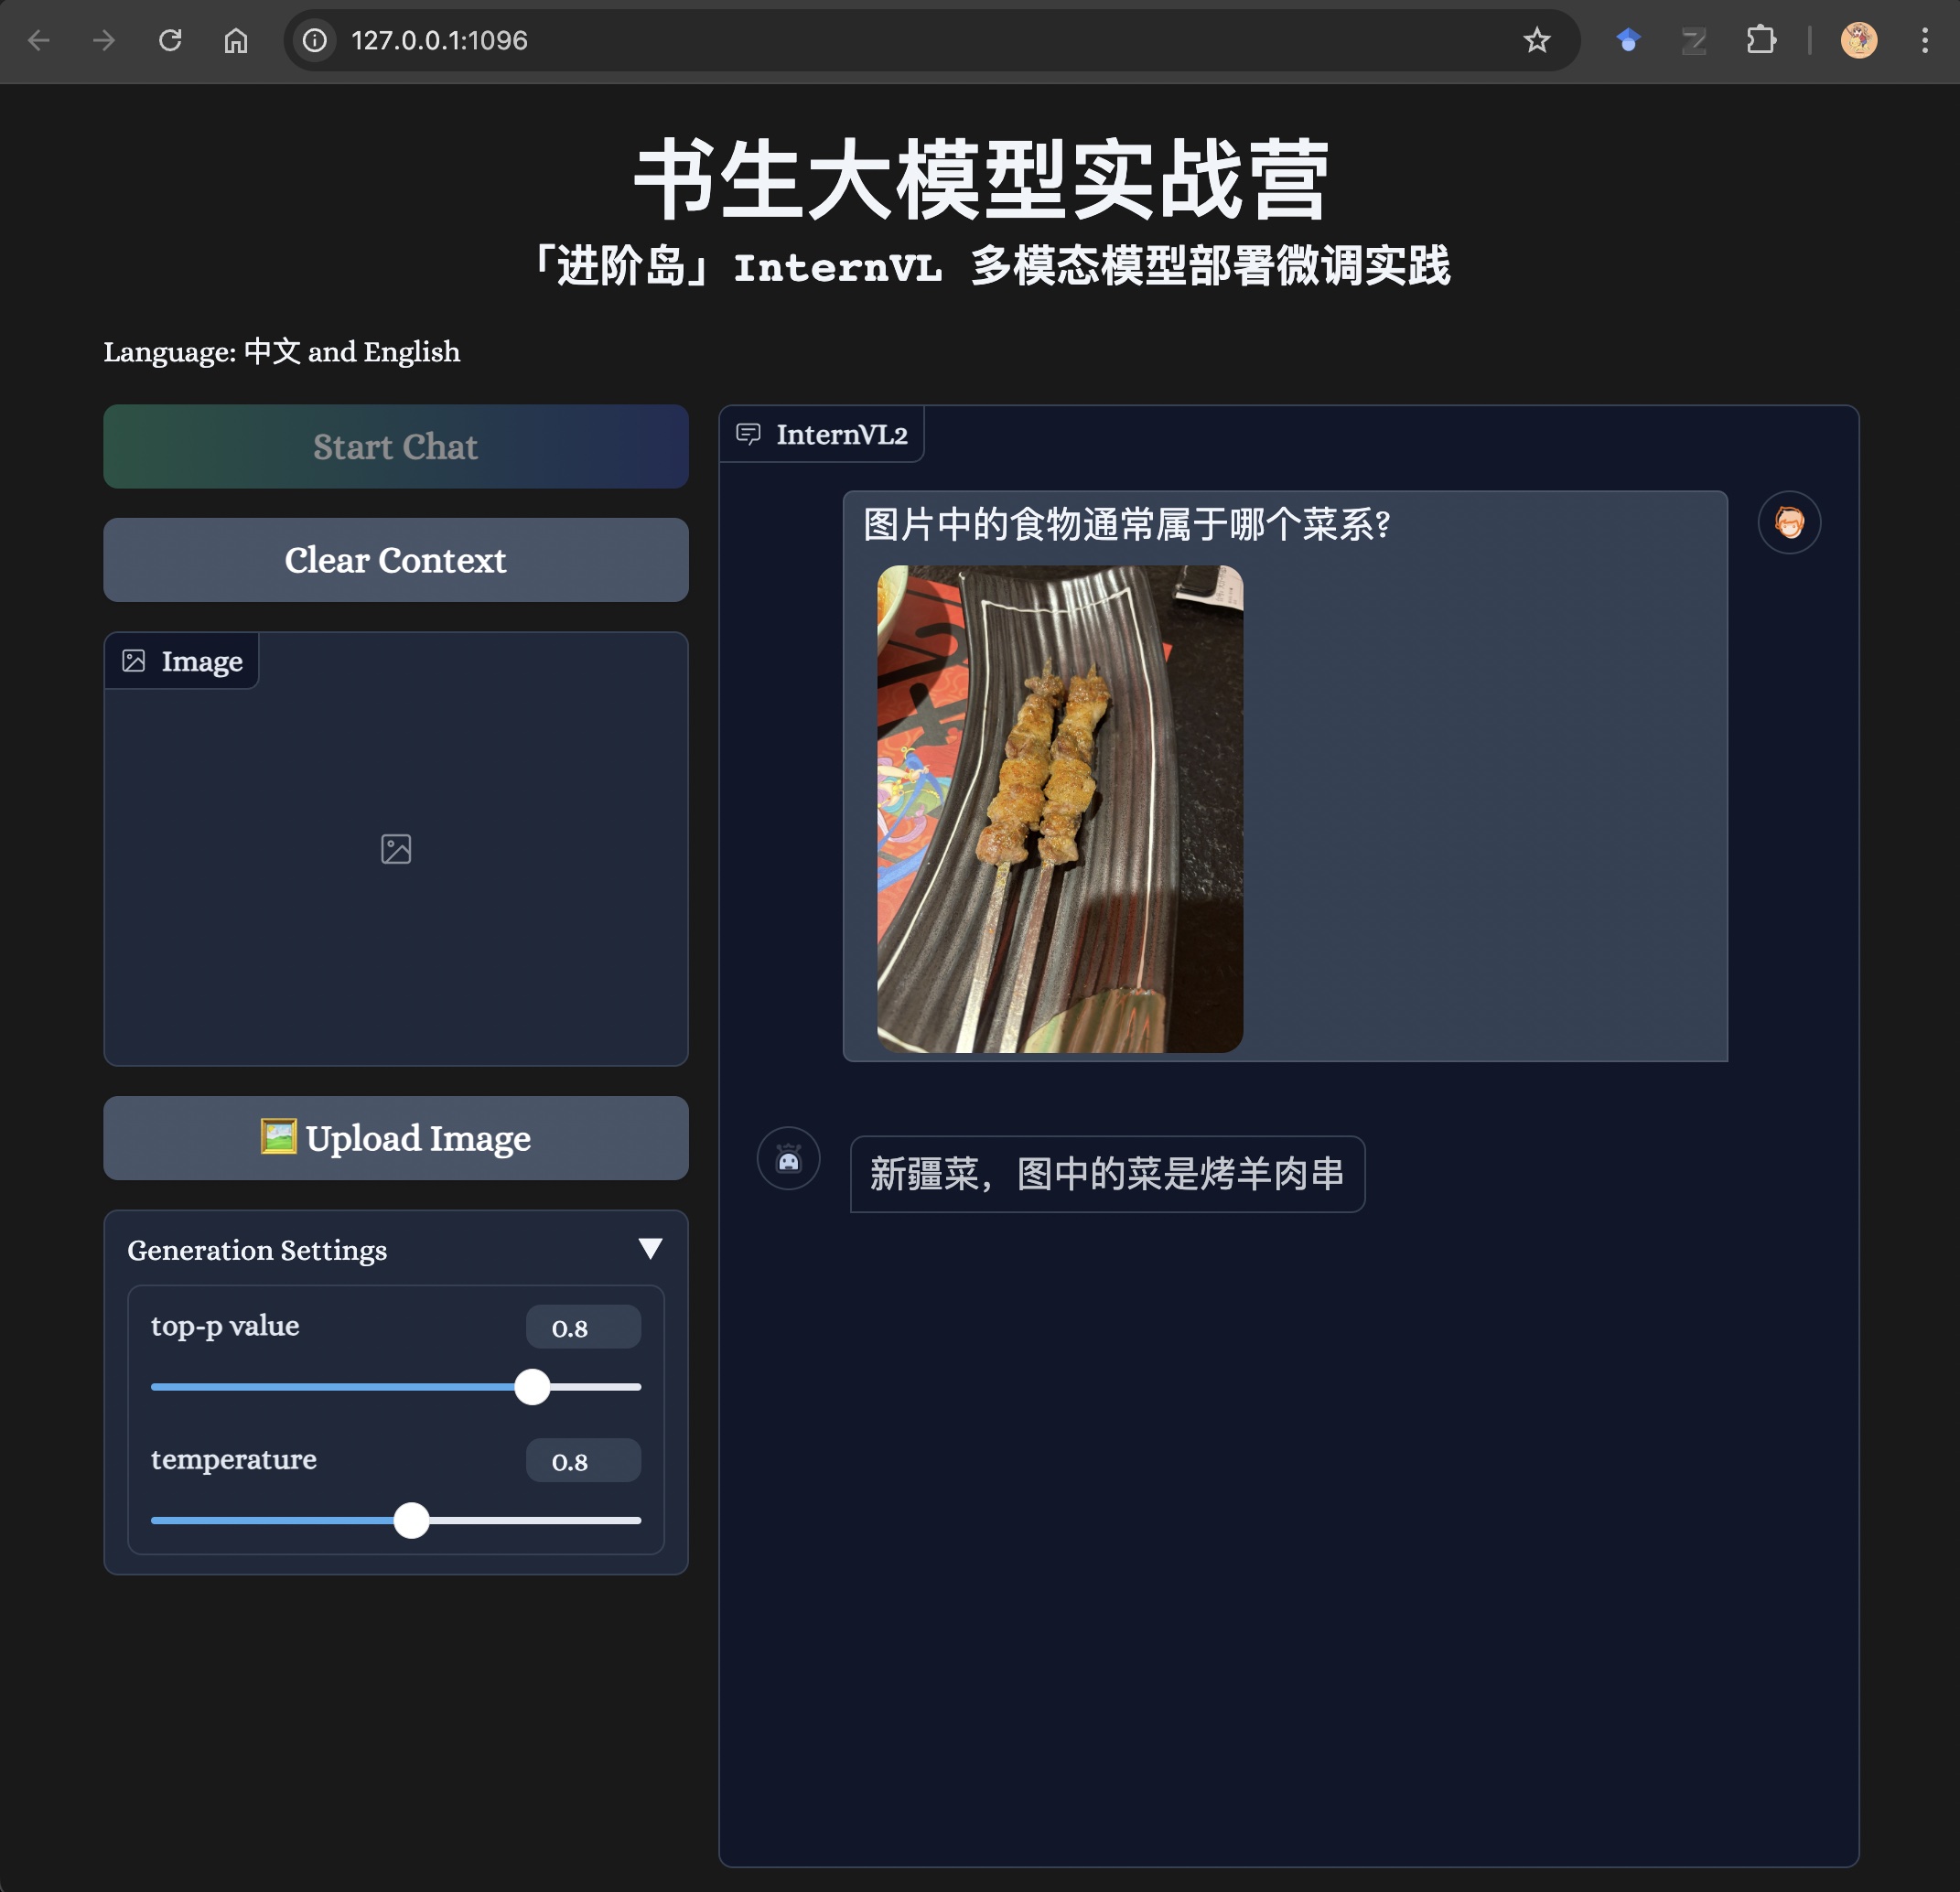 127.0.0.1:1096
书生大模型实战营
「进阶岛」InternVL 多模态模型部署微调实践
Language: 中文 and English
Start Chat
Clear Context
Image
Upload Image
Generation Settings
top-p value
0.8
temperature
0.8
InternVL2
图片中的食物通常属于哪个菜系?
新疆菜，图中的菜是烤羊肉串